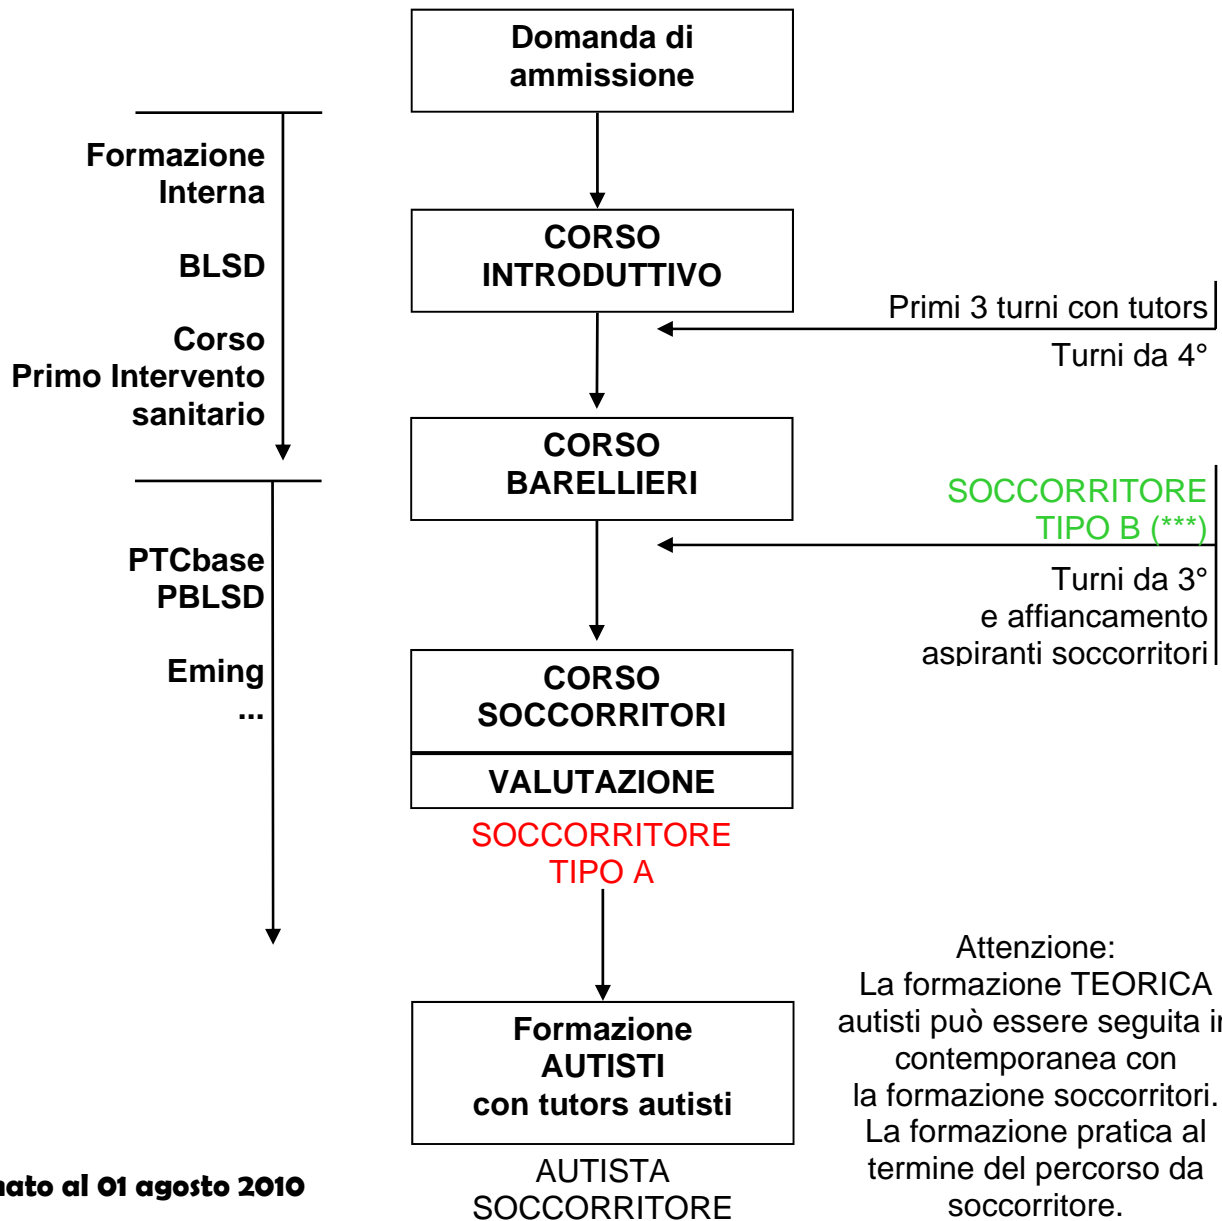 Domanda di
ammissione
Formazione
Interna
BLSD
Corso
Primo Intervento
sanitario
CORSO
INTRODUTTIVO
Primi 3 turni con tutors
Turni da 4°
CORSO
BARELLIERI
SOCCORRITORE
TIPO B (***)
Turni da 3°
e affiancamento
aspiranti soccorritori
PTCbase
PBLSD
Eming
...
CORSO
SOCCORRITORI
VALUTAZIONE
SOCCORRITORE
TIPO A
Formazione
AUTISTI
con tutors autisti
AUTISTA
SOCCORRITORE
Attenzione:
La formazione TEORICA
autisti può essere seguita
contemporanea con
la formazione soccorritori.
La formazione pratica al
termine del percorso da
soccorritore.
al 01 agosto 2010